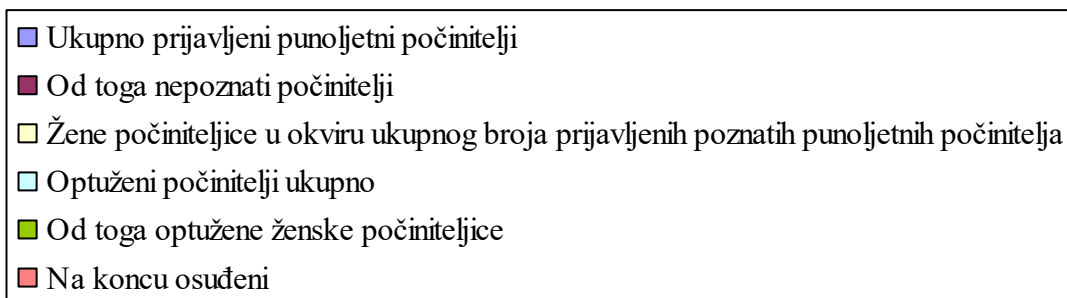 Ukupno prijavljeni punoljetni počinitelji
Od toga nepoznati počinitelji
Žene počiniteljice u okviru ukupnog broja prijavljenih poznatih punoljetnih počinitelja
Optuženi počinitelji ukupno
Od toga optužene ženske počiniteljice
Na koncu osuđeni